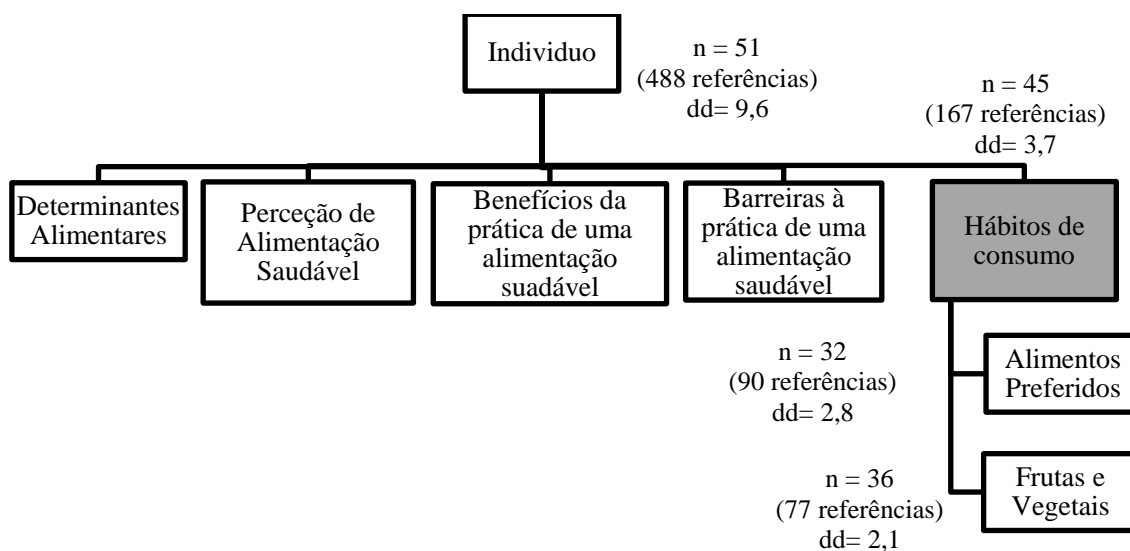 Individuo
n = 51
(488 referências)
dd= 9,6
n = 45
(167 referências)
dd= 3,7
Determinantes
Alimentares
Perceção de
Alimentação
Saudável
Benefícios da
prática de uma
alimentação
suadável
Barreiras à
prática de uma
alimentação
saudável
Hábitos de
consumo
n = 32
(90 referências)
dd= 2,8
Alimentos
Preferidos
n = 36
(77 referências)
dd= 2,1
Frutas e
Vegetais